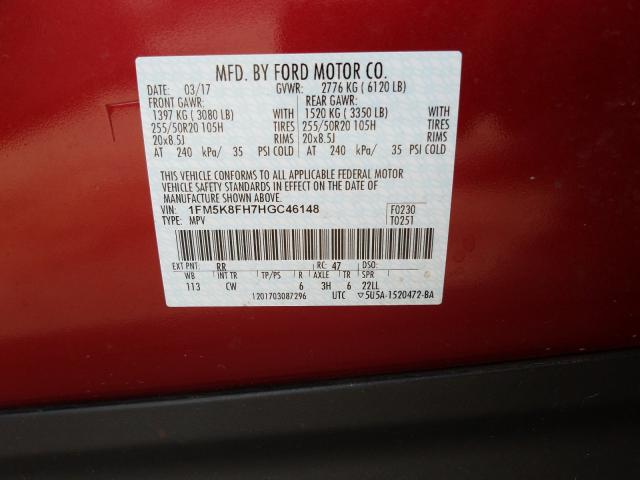 MFD. BY FORD MOTOR CO.
DATE: 03/17 GVWR: 2776 KG ( 6120 LB)
FRONT GAWR: REAR GAWR:
1397 KG ( 3080 LB) WITH 1520 KG ( 3350 LB) WITH
255/50R20 105H TIRES 255/50R20 105H TIRES
20x8.5J RIMS 20x8.5J RIMS
AT 240 kPa/ 35 PSI COLD AT 240 kPa/ 35 PSI COLD
THIS VEHICLE CONFORMS TO ALL APPLICABLE FEDERAL MOTOR
VEHICLE SAFETY STANDARDS IN EFFECT ON THE DATE OF
MANUFACTURE SHOWN ABOVE.
VIN: 1FM5K8FH7HGC46148 F0230
TYPE: MPV T0251
EXT PNT: RR RC: 47 DSO:
WB INT TR TP/PS R AXLE TR SPR
113 CW 6 3H 6 22LL
1201703087296 UTC ▽5U5A-1520472-BA